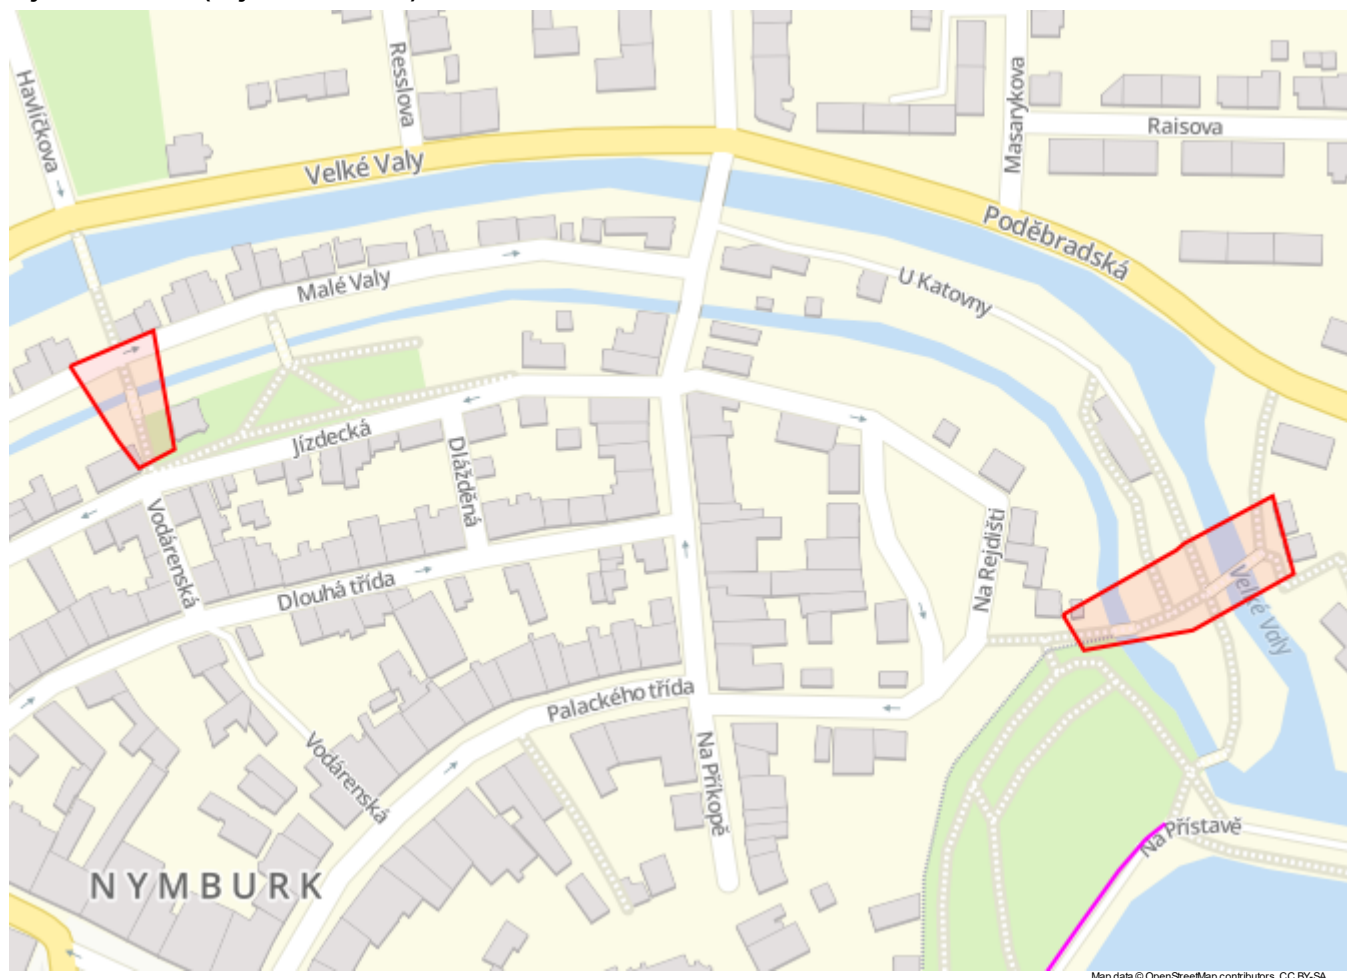 Havlíčkova
Resslova
Masarykova
Raisova
Velké Valy
Poděbradská
Malé Valy
U Katovny
Jízdecká
Dlážděná
Vodárenská
Dlouhá třída
Na Rejdišti
Velké Valy
Palackého třída
Vodárenská
Na Příkopě
Na Přístavě
NYMBURK
Map data © OpenStreetMap contributors, CC BY-SA